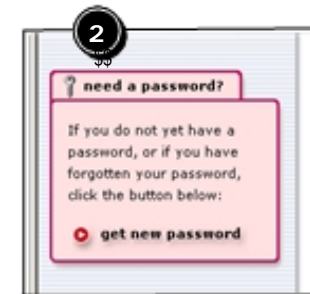 2
$$
need a password?
If you do not yet have a
password, or if you have
forgotten your password,
click the button below:
get new password